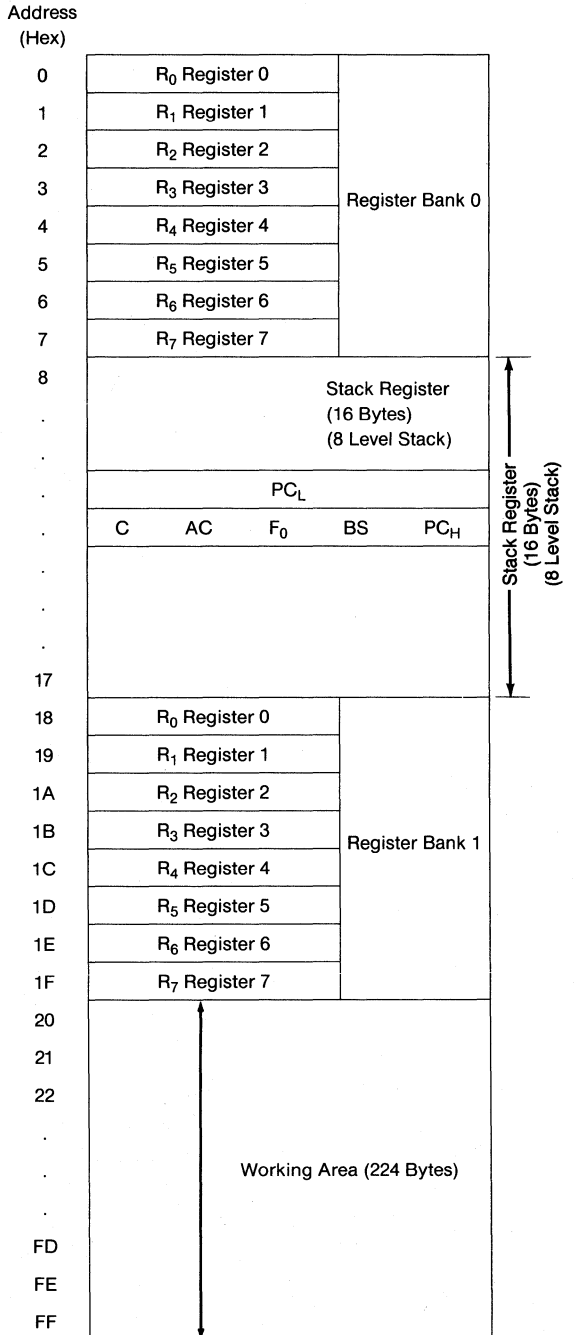 Address
(Hex)
0 R0 Register 0
1 R1 Register 1
2 R2 Register 2
3 R3 Register 3
Register Bank 0
4 R4 Register 4
5 R5 Register 5
6 R6 Register 6
7 R7 Register 7
8
Stack Register
(16 Bytes)
(8 Level Stack)
.
.
. PCL
. C AC F0 BS PCH
Stack Register
(16 Bytes)
(8 Level Stack)
.
.
.
17
18 R0 Register 0
19 R1 Register 1
1A R2 Register 2
1B R3 Register 3
Register Bank 1
1C R4 Register 4
1D R5 Register 5
1E R6 Register 6
1F R7 Register 7
20
21
22
.
. Working Area (224 Bytes)
.
FD
FE
FF